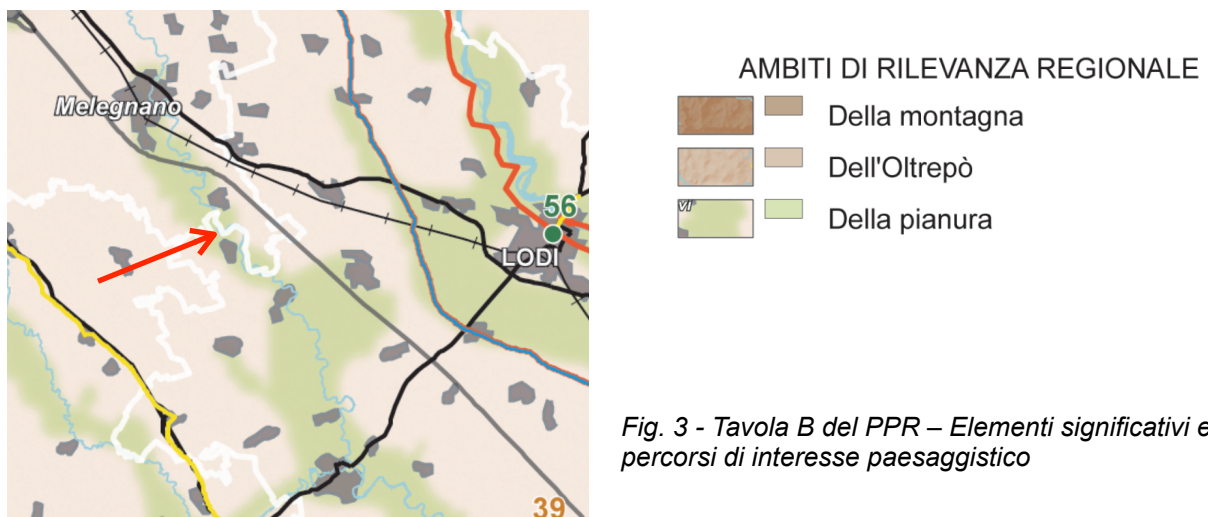 Melegnano
56
LODI
39
AMBITI DI RILEVANZA REGIONALE
Della montagna
Dell'Oltrepò
VI
Della pianura
Fig. 3 - Tavola B del PPR – Elementi significativi e
percorsi di interesse paesaggistico